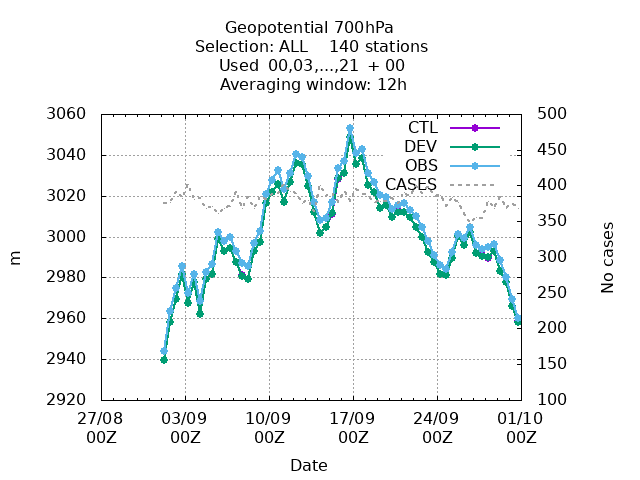 Geopotential 700hPa
Selection: ALL    140 stations
Used  00,03,...,21  + 00
Averaging window: 12h
3060 500
CTL
DEV
OBS
CASES
3040 450
3020 400
3000 350
2980 300
2960 250
2940 200
2920 150
100
m
No cases
27/08 03/09 10/09 17/09 24/09 01/10
00Z 00Z 00Z 00Z 00Z 00Z
Date